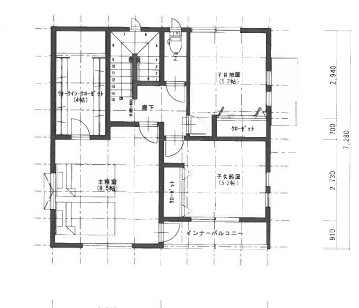 ウォークイン・クローゼット
(4帖)
廊下
子供部屋
(5.2帖)
クローゼット
主寝室
(8.5帖)
クローゼット
子供部屋
(5.2帖)
インナーバルコニー
2,940
700
2,730
910
7,280